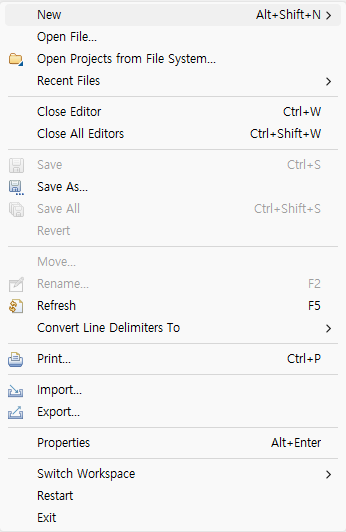 New Alt+Shift+N
Open File...
Open Projects from File System...
Recent Files
Close Editor Ctrl+W
Close All Editors Ctrl+Shift+W
Save Ctrl+S
Save As...
Save All Ctrl+Shift+S
Revert
Move...
Rename... F2
Refresh F5
Convert Line Delimiters To
Print... Ctrl+P
Import...
Export...
Properties Alt+Enter
Switch Workspace
Restart
Exit